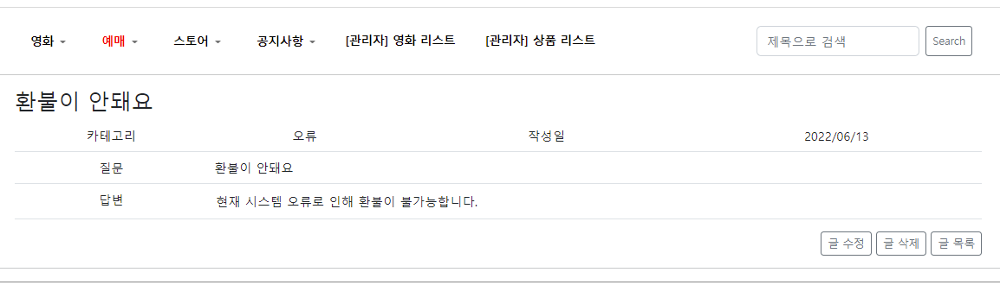 영화 예매 스토어 공지사항 [관리자] 영화 리스트 [관리자] 상품 리스트 제목으로 검색 Search
환불이 안돼요
카테고리 오류 작성일 2022/06/13
질문 환불이 안돼요
답변 현재 시스템 오류로 인해 환불이 불가능합니다.
글 수정 글 삭제 글 목록